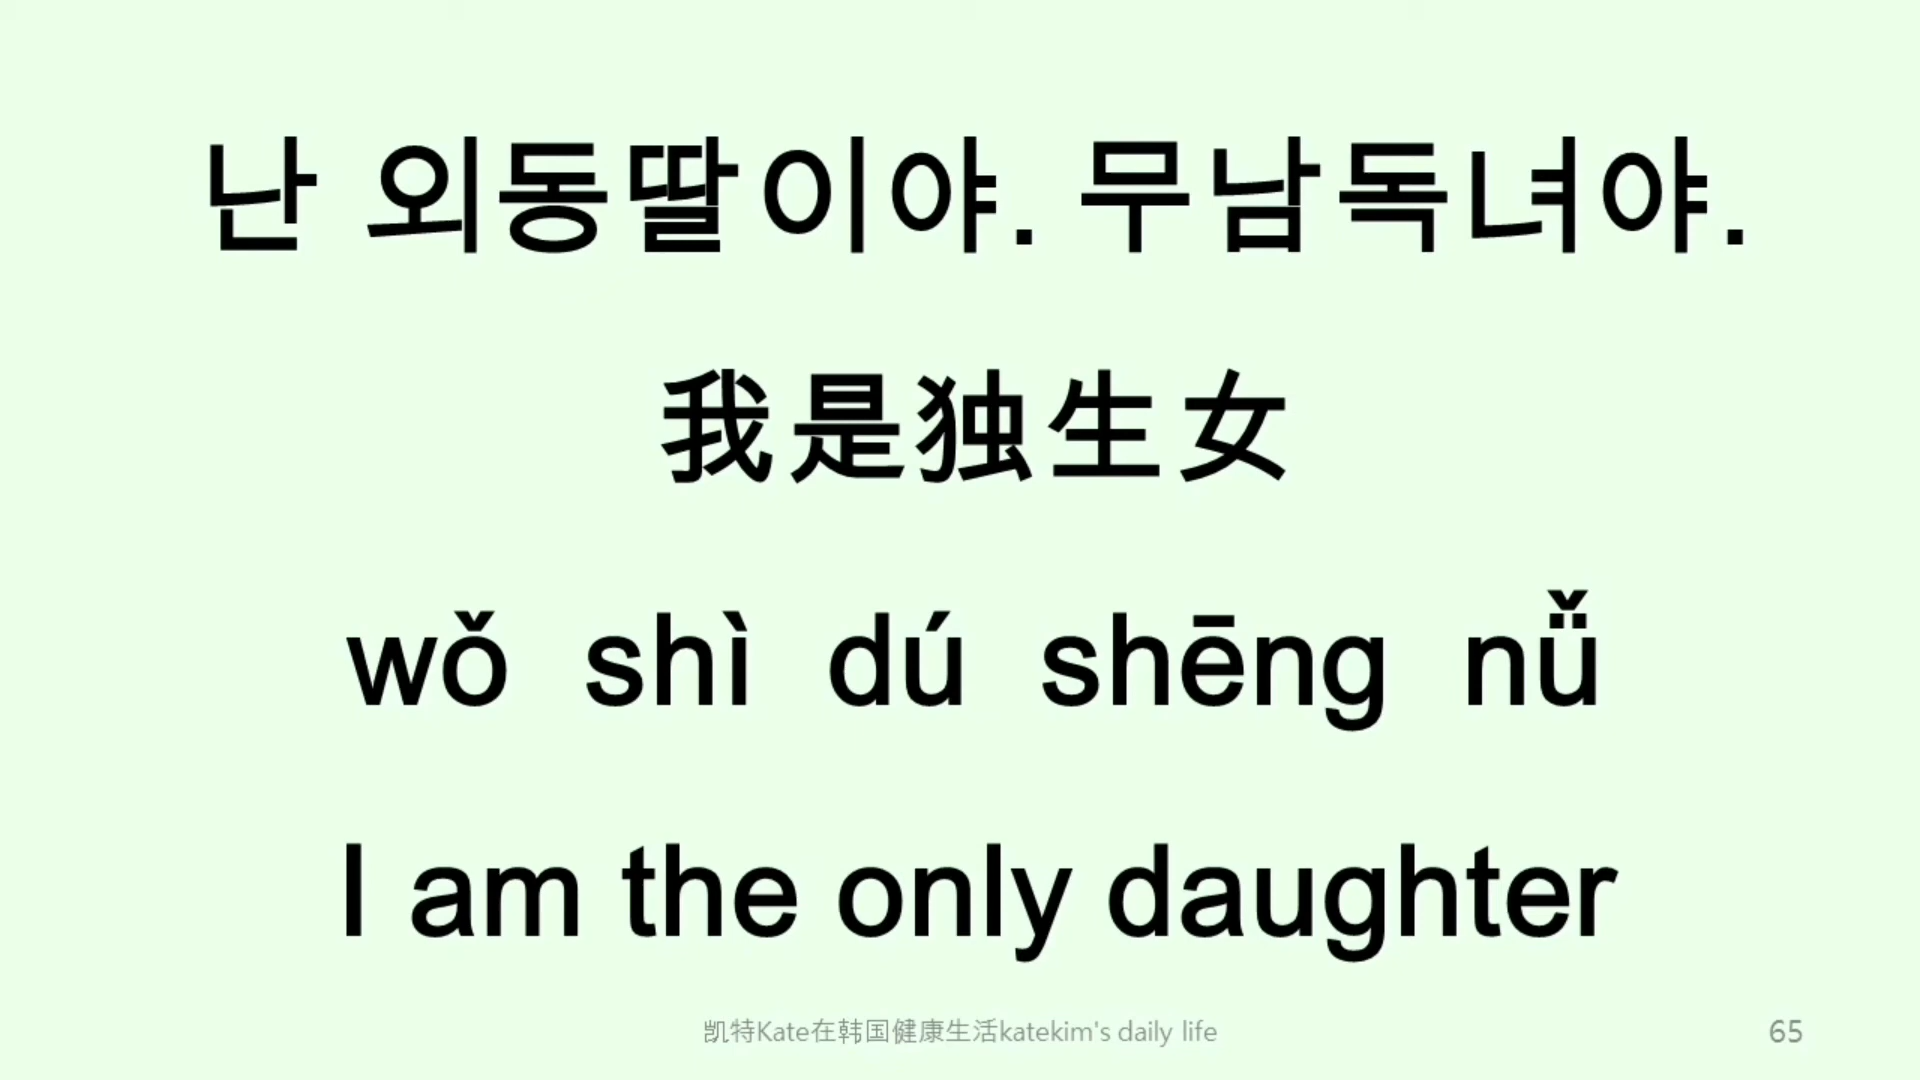 난 외동딸이야. 무남독녀야.
我是独生女
wǒ shì dú shēng nǚ
I am the only daughter
凯特Kate在韩国健康生活katekim's daily life
65